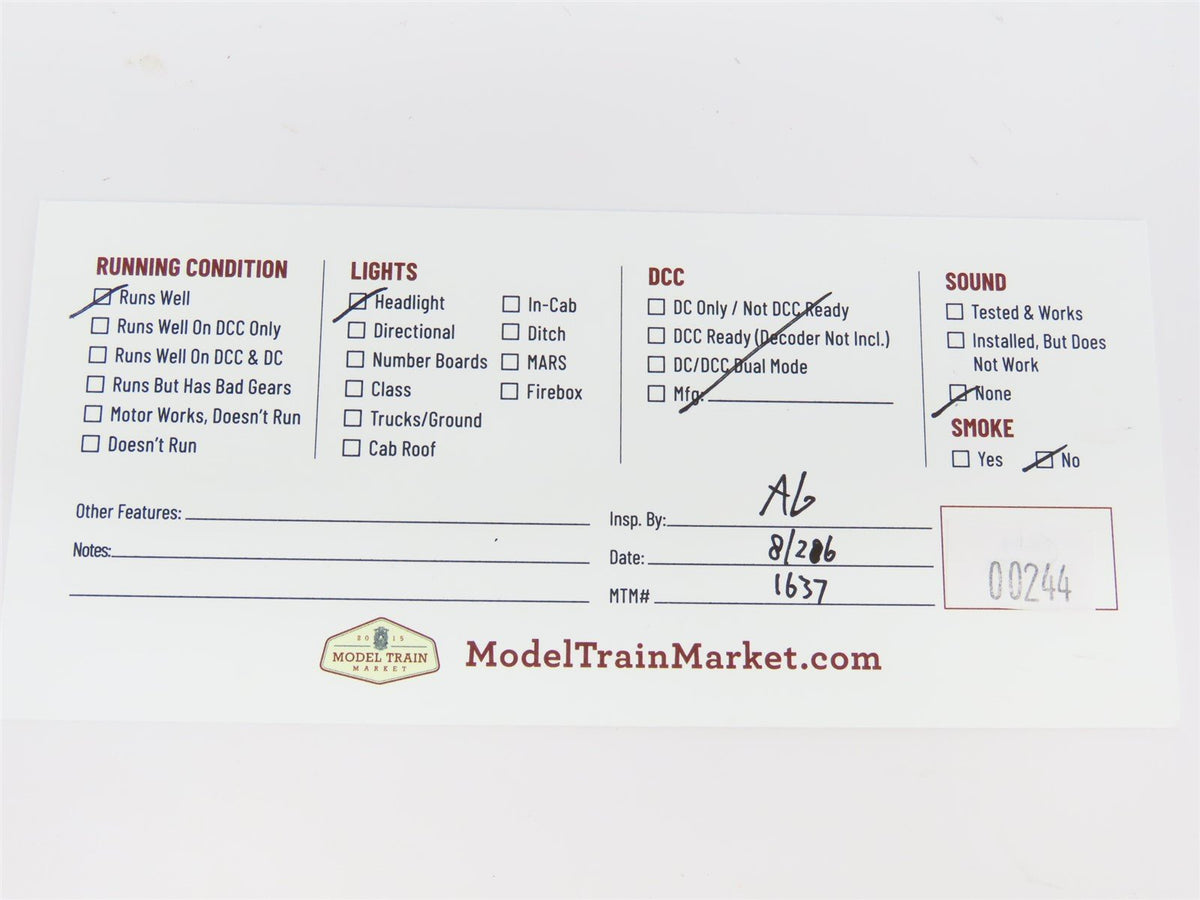 RUNNING CONDITION
Runs Well
Runs Well On DCC Only
Runs Well On DCC & DC
Runs But Has Bad Gears
Motor Works, Doesn't Run
Doesn't Run
LIGHTS
Headlight
Directional
Number Boards
Class
Trucks/Ground
Cab Roof
In-Cab
Ditch
MARS
Firebox
DCC
DC Only / Not DCC Ready
DCC Ready (Decoder Not Incl.)
DC/DCC Dual Mode
Mfg:
SOUND
Tested & Works
Installed, But Does
Not Work
None
SMOKE
Yes No
Other Features:
Notes:
Insp. By: AG
Date:
MTM# 1637
00244
2015
MODEL TRAIN
MARKET
ModelTrainMarket.com